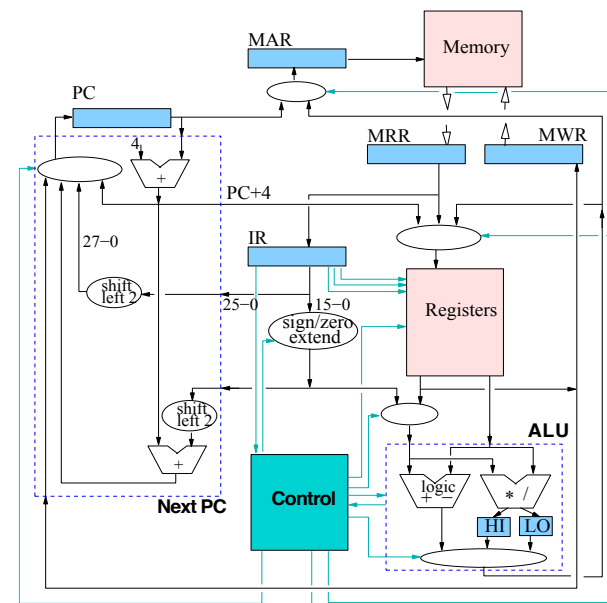 MAR
Memory
PC
MRR
MWR
4
+
PC+4
27−0
IR
shift
left 2
25−0
15−0
sign/zero
extend
Registers
shift
left 2
ALU
+
logic
+ −
* /
Control
HI
LO
Next PC